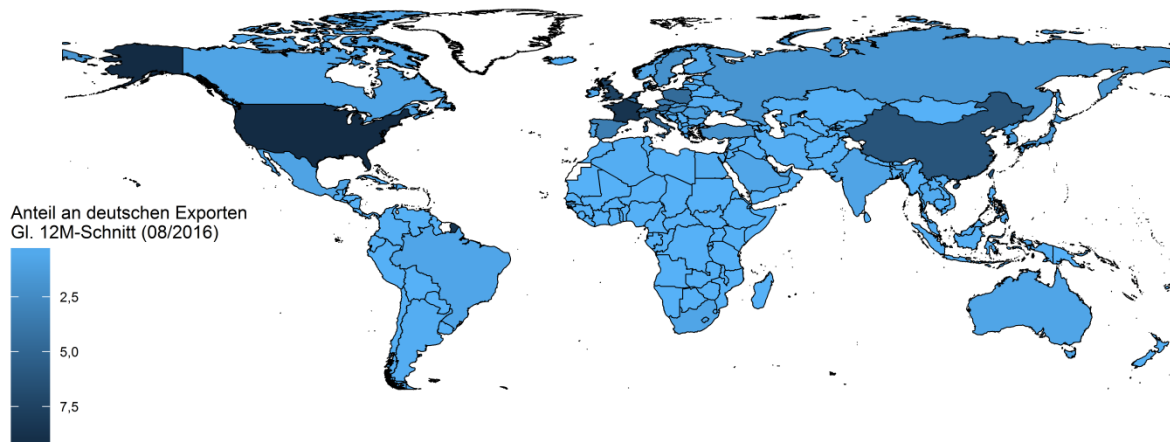 Anteil an deutschen Exporten
Gl. 12M-Schnitt (08/2016)
2,5
5,0
7,5